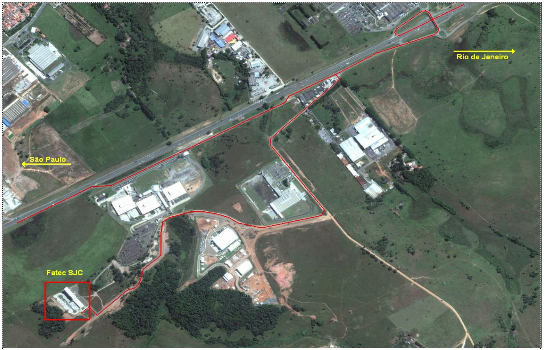 Rio de Janeiro
São Paulo
Fatec SJC